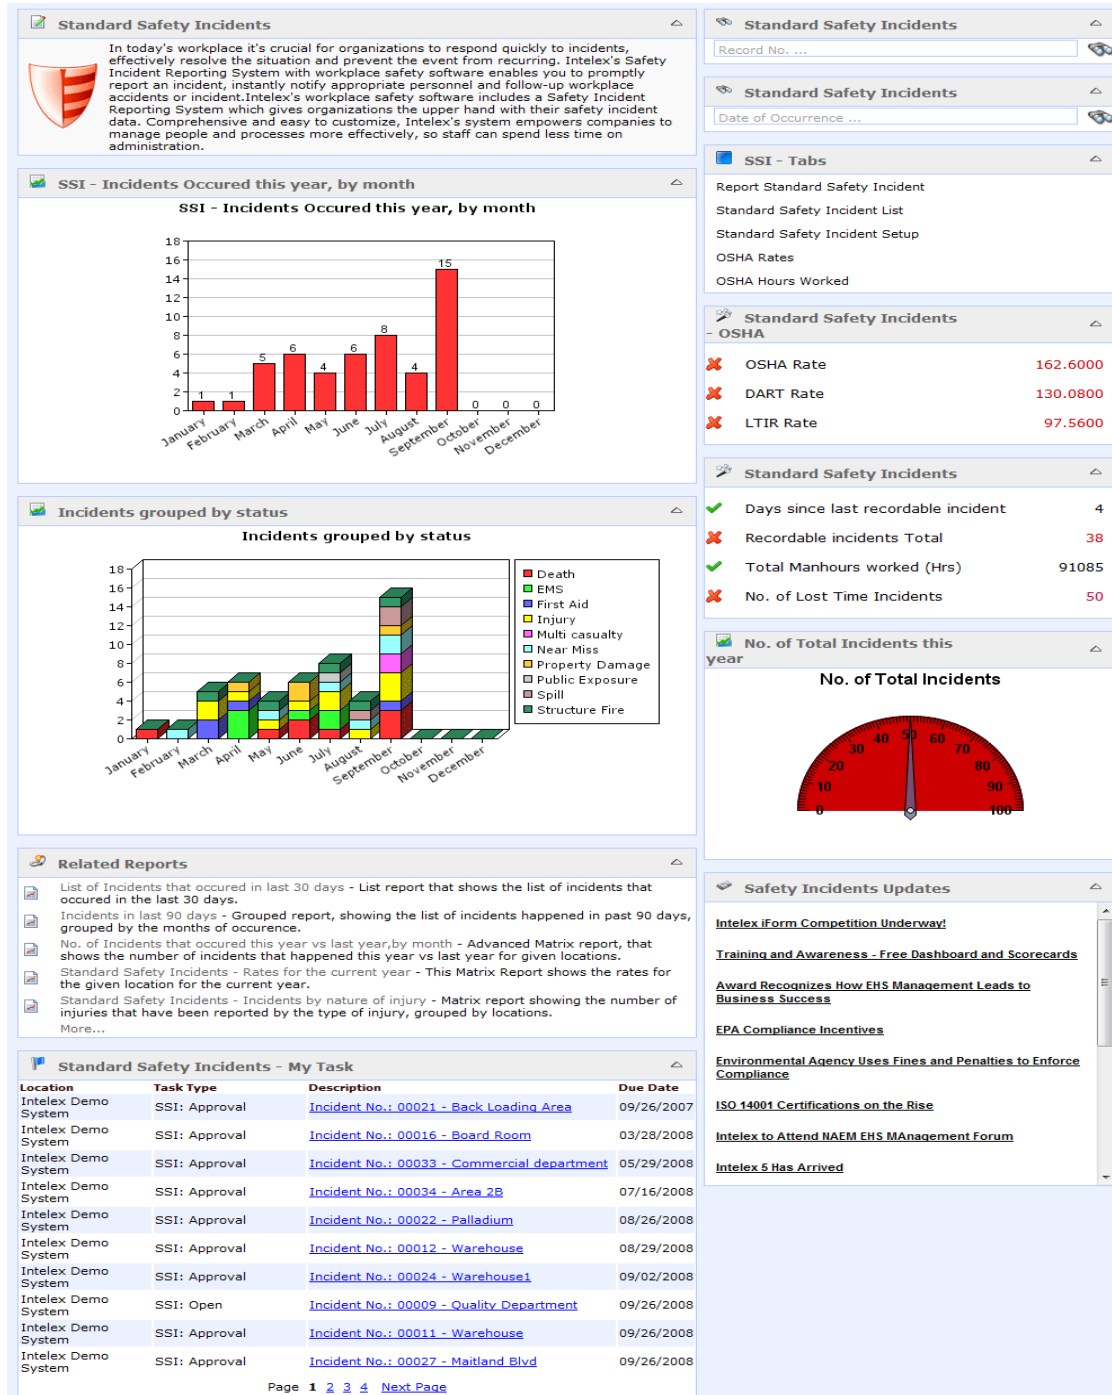 Standard Safety Incidents
In today's workplace it's crucial for organizations to respond quickly to incidents,
effectively resolve the situation and prevent the event from recurring. Intelex's Safety
Incident Reporting System with workplace safety software enables you to promptly
report an incident, instantly notify appropriate personnel and follow-up workplace
accidents or incident.Intelex's workplace safety software includes a Safety Incident
Reporting System which gives organizations the upper hand with their safety incident
data. Comprehensive and easy to customize, Intelex's system empowers companies to
manage people and processes more effectively, so staff can spend less time on
administration.
SSI - Incidents Occured this year, by month
SSI - Incidents Occured this year, by month
18
16
14
12
10
8
6
4
2
0
1
1
5
6
4
6
8
4
15
0
0
0
January
February
March
April
May
June
July
August
September
October
November
December
Incidents grouped by status
Incidents grouped by status
18
16
14
12
10
8
6
4
2
0
January
February
March
April
May
June
July
August
September
October
November
December
Death
EMS
First Aid
Injury
Multi casualty
Near Miss
Property Damage
Public Exposure
Spill
Structure Fire
Related Reports
List of Incidents that occured in last 30 days - List report that shows the list of incidents that
occured in the last 30 days.
Incidents in last 90 days - Grouped report, showing the list of incidents happened in past 90 days,
grouped by the months of occurence.
No. of Incidents that occured this year vs last year,by month - Advanced Matrix report, that
shows the number of incidents that happened this year vs last year for given locations.
Standard Safety Incidents - Rates for the current year - This Matrix Report shows the rates for
the given location for the current year.
Standard Safety Incidents - Incidents by nature of injury - Matrix report showing the number of
injuries that have been reported by the type of injury, grouped by locations.
More...
Standard Safety Incidents - My Task
Location Task Type Description Due Date
Intelex Demo
System SSI: Approval Incident No.: 00021 - Back Loading Area 09/26/2007
Intelex Demo
System SSI: Approval Incident No.: 00016 - Board Room 03/28/2008
Intelex Demo
System SSI: Approval Incident No.: 00033 - Commercial department 05/29/2008
Intelex Demo
System SSI: Approval Incident No.: 00034 - Area 2B 07/16/2008
Intelex Demo
System SSI: Approval Incident No.: 00022 - Palladium 08/26/2008
Intelex Demo
System SSI: Approval Incident No.: 00012 - Warehouse 08/29/2008
Intelex Demo
System SSI: Approval Incident No.: 00024 - Warehouse1 09/02/2008
Intelex Demo
System SSI: Open Incident No.: 00009 - Quality Department 09/26/2008
Intelex Demo
System SSI: Approval Incident No.: 00011 - Warehouse 09/26/2008
Intelex Demo
System SSI: Approval Incident No.: 00027 - Maitland Blvd 09/26/2008
Page 1 2 3 4 Next Page
Standard Safety Incidents
Record No. ...
Standard Safety Incidents
Date of Occurrence ...
SSI - Tabs
Report Standard Safety Incident
Standard Safety Incident List
Standard Safety Incident Setup
OSHA Rates
OSHA Hours Worked
Standard Safety Incidents
- OSHA
OSHA Rate 162.6000
DART Rate 130.0800
LTIR Rate 97.5600
Standard Safety Incidents
Days since last recordable incident 4
Recordable incidents Total 38
Total Manhours worked (Hrs) 91085
No. of Lost Time Incidents 50
No. of Total Incidents this
year
No. of Total Incidents
0
10
20
30
40
50
60
70
80
90
100
Safety Incidents Updates
Intelex iForm Competition Underway!
Training and Awareness - Free Dashboard and Scorecards
Award Recognizes How EHS Management Leads to
Business Success
EPA Compliance Incentives
Environmental Agency Uses Fines and Penalties to Enforce
Compliance
ISO 14001 Certifications on the Rise
Intelex to Attend NAEM EHS MAnagement Forum
Intelex 5 Has Arrived